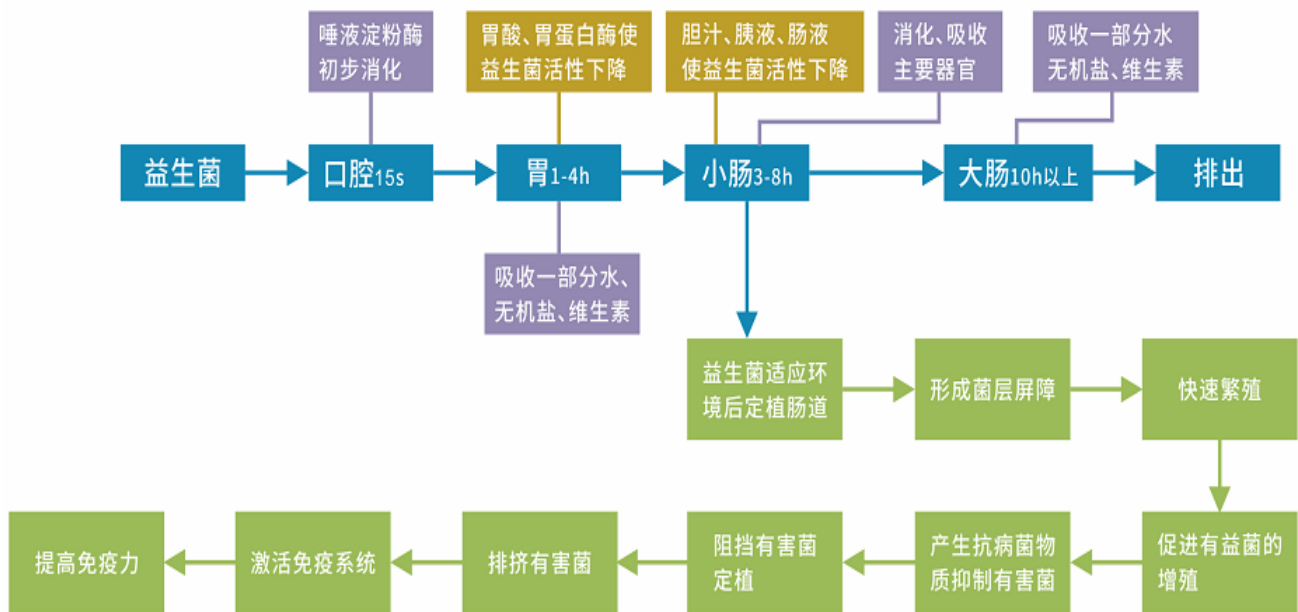 唾液淀粉酶
初步消化
胃酸、胃蛋白酶使
益生菌活性下降
胆汁、胰液、肠液
使益生菌活性下降
消化、吸收
主要器官
吸收一部分水
无机盐、维生素
益生菌
口腔15s
胃1-4h
小肠3-8h
大肠10h以上
排出
吸收一部分水、
无机盐、维生素
益生菌适应环
境后定植肠道
形成菌层屏障
快速繁殖
提高免疫力
激活免疫系统
排挤有害菌
阻挡有害菌
定植
产生抗病菌物
质抑制有害菌
促进有益菌的
增殖